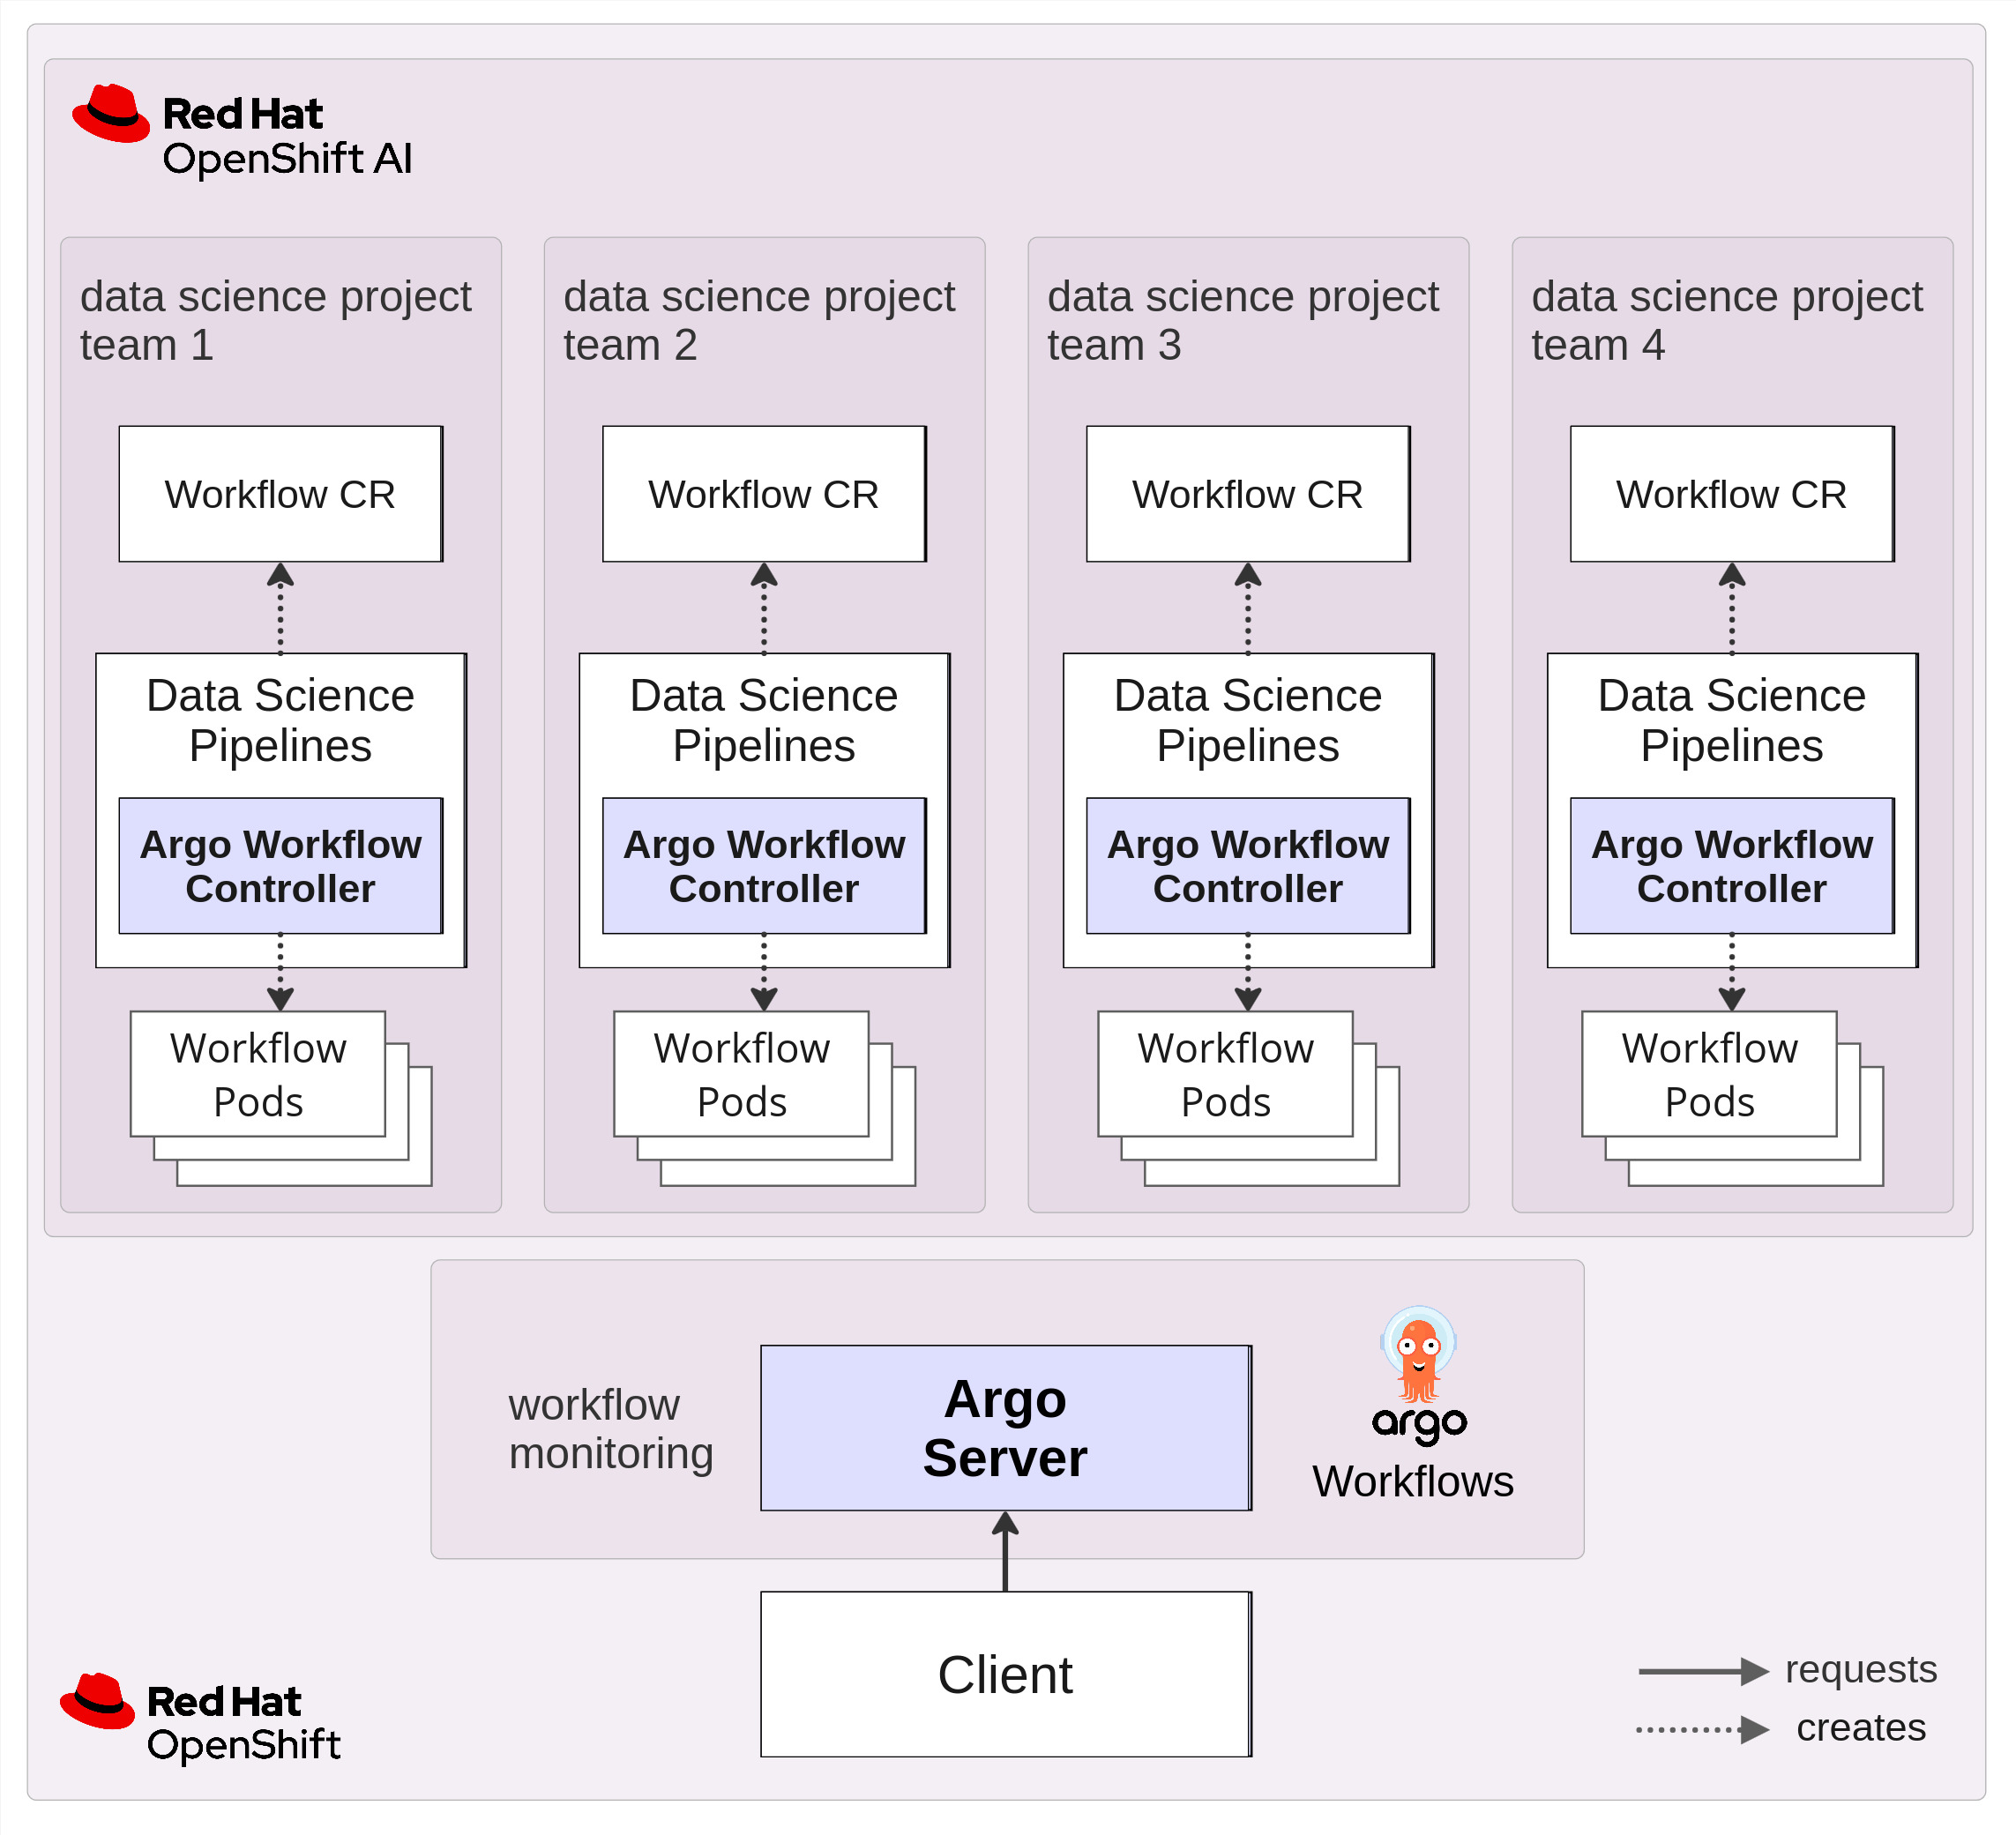 Red Hat
OpenShift AI
data science project
team 1
Workflow CR
Data Science
Pipelines
Argo Workflow
Controller
Workflow
Pods
data science project
team 2
Workflow CR
Data Science
Pipelines
Argo Workflow
Controller
Workflow
Pods
data science project
team 3
Workflow CR
Data Science
Pipelines
Argo Workflow
Controller
Workflow
Pods
data science project
team 4
Workflow CR
Data Science
Pipelines
Argo Workflow
Controller
Workflow
Pods
workflow
monitoring
Argo
Server
argo
Workflows
Client
Red Hat
OpenShift
requests
creates